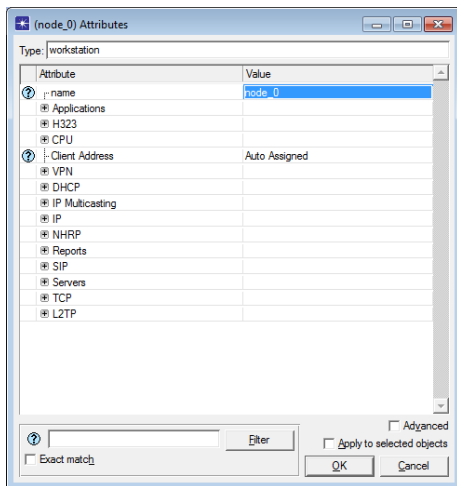 (node_0) Attributes
Type: workstation
Attribute Value
name node_0
Applications
H323
CPU
Client Address Auto Assigned
VPN
DHCP
IP Multicasting
IP
NHRP
Reports
SIP
Servers
TCP
L2TP
Advanced
Filter
Apply to selected objects
Exact match
OK Cancel